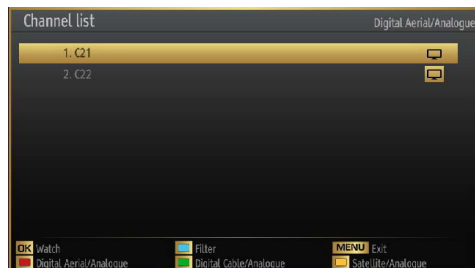 Channel list
Digital Aerial/Analogue
1. C21
2. C22
OK Watch
Filter
MENU Exit
Digital Aerial/Analogue
Digital Cable/Analogue
Satellite/Analogue